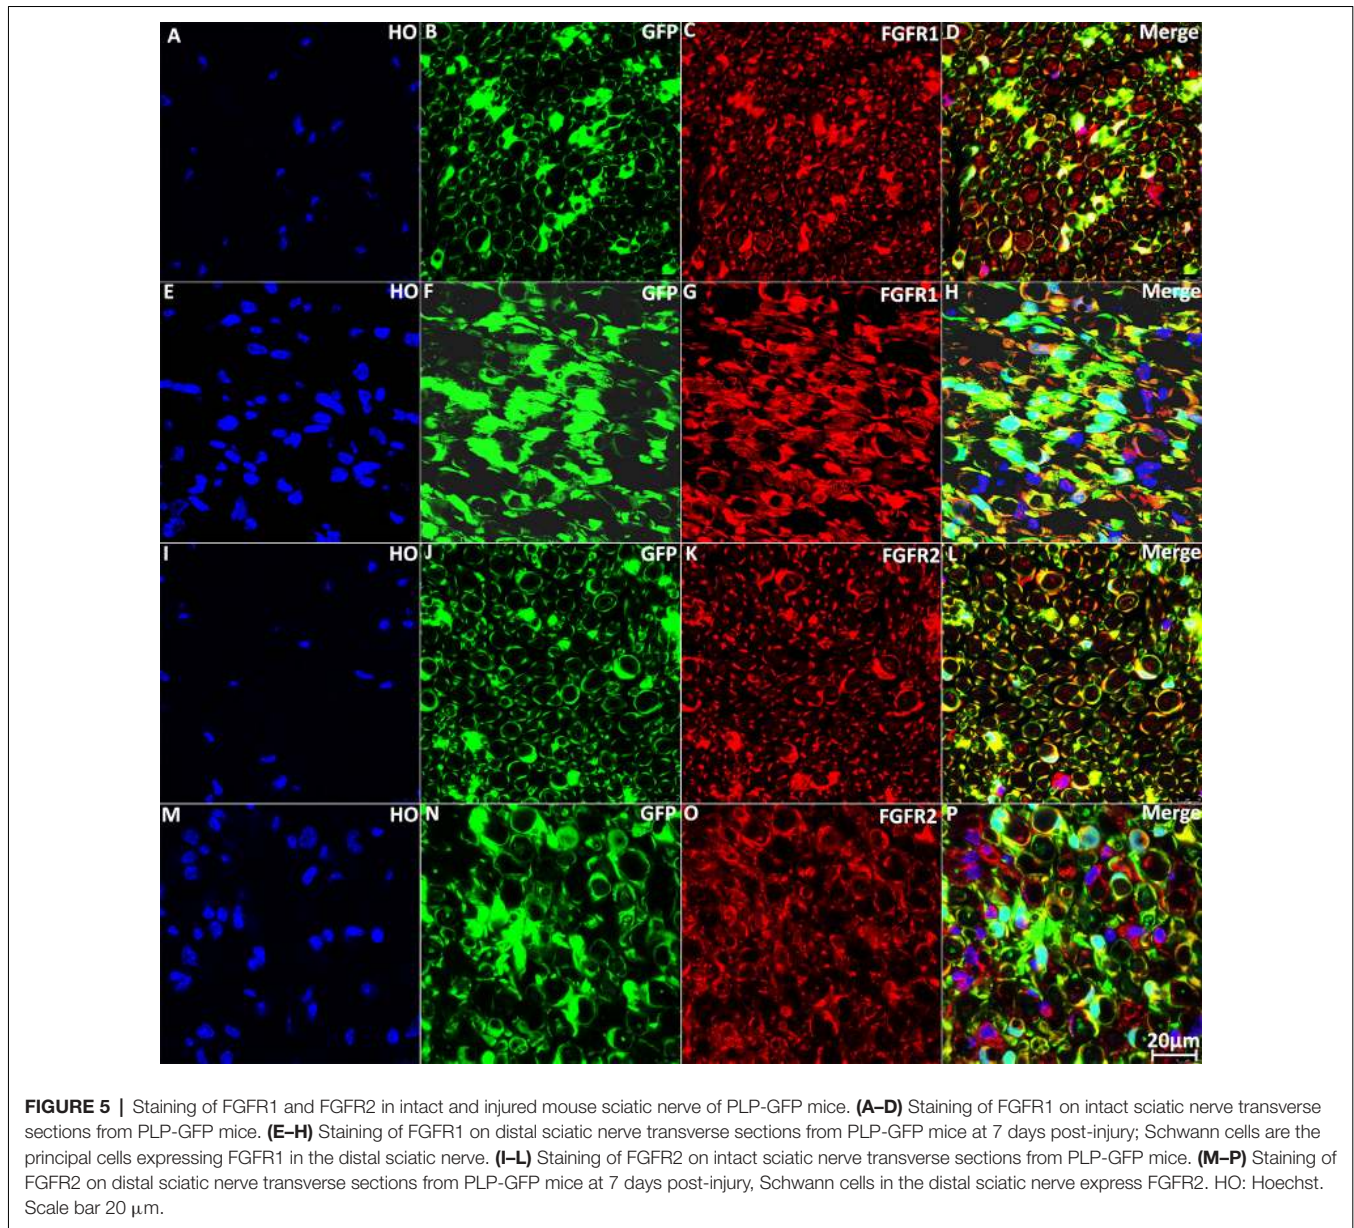 A HO B GFP C FGFR1 D Merge
E HO F GFP G FGFR1 H Merge
I HO J GFP K FGFR2 L Merge
M HO N GFP O FGFR2 P Merge
20µm
FIGURE 5 | Staining of FGFR1 and FGFR2 in intact and injured mouse sciatic nerve of PLP-GFP mice. (A–D) Staining of FGFR1 on intact sciatic nerve transverse
sections from PLP-GFP mice. (E–H) Staining of FGFR1 on distal sciatic nerve transverse sections from PLP-GFP mice at 7 days post-injury; Schwann cells are the
principal cells expressing FGFR1 in the distal sciatic nerve. (I–L) Staining of FGFR2 on intact sciatic nerve transverse sections from PLP-GFP mice. (M–P) Staining of
FGFR2 on distal sciatic nerve transverse sections from PLP-GFP mice at 7 days post-injury, Schwann cells in the distal sciatic nerve express FGFR2. HO: Hoechst.
Scale bar 20 µm.